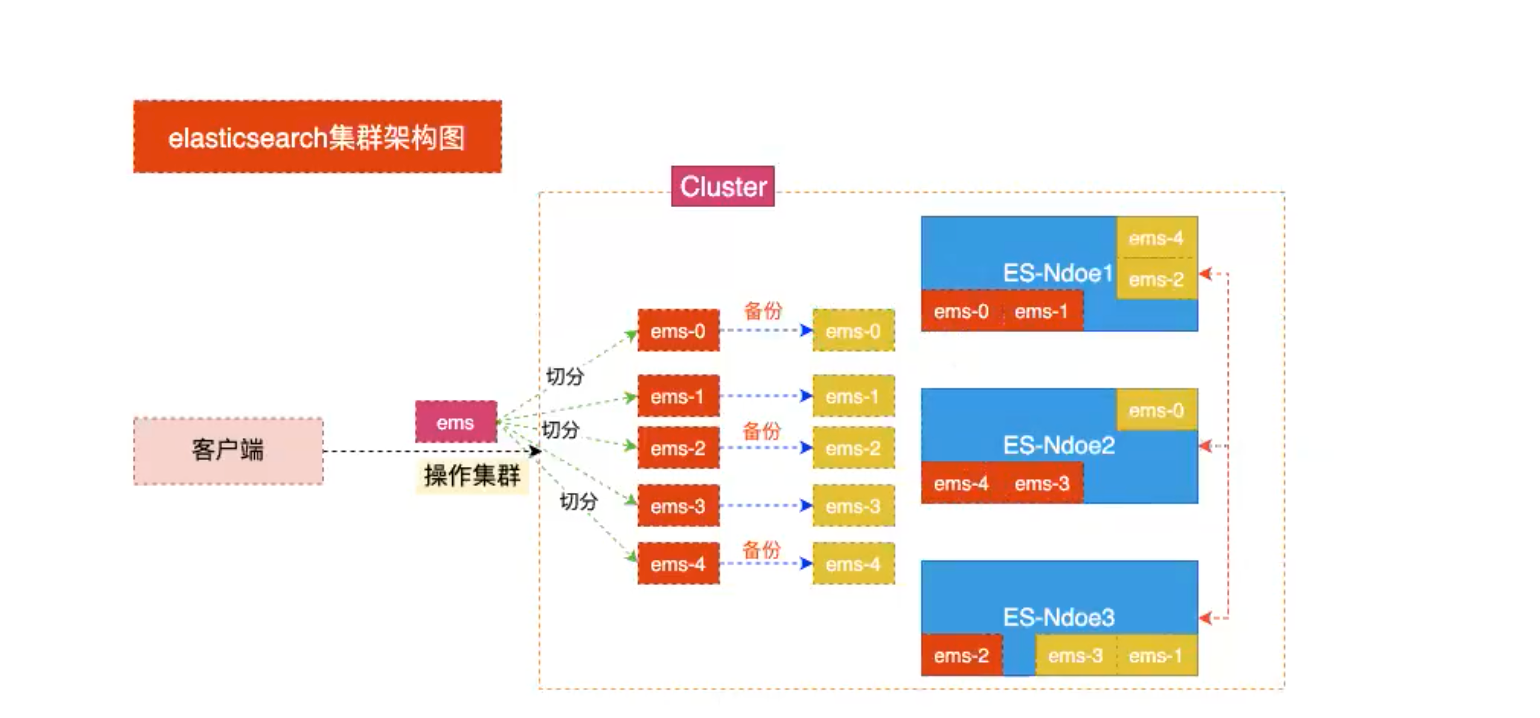 elasticsearch集群架构图
Cluster
客户端
ems
操作集群
切分
切分
切分
ems-0
备份
ems-0
ems-1
ems-1
ems-2
备份
ems-2
ems-3
ems-3
ems-4
备份
ems-4
ES-Ndoe1
ems-4
ems-2
ems-0
ems-1
ES-Ndoe2
ems-0
ems-4
ems-3
ES-Ndoe3
ems-2
ems-3
ems-1